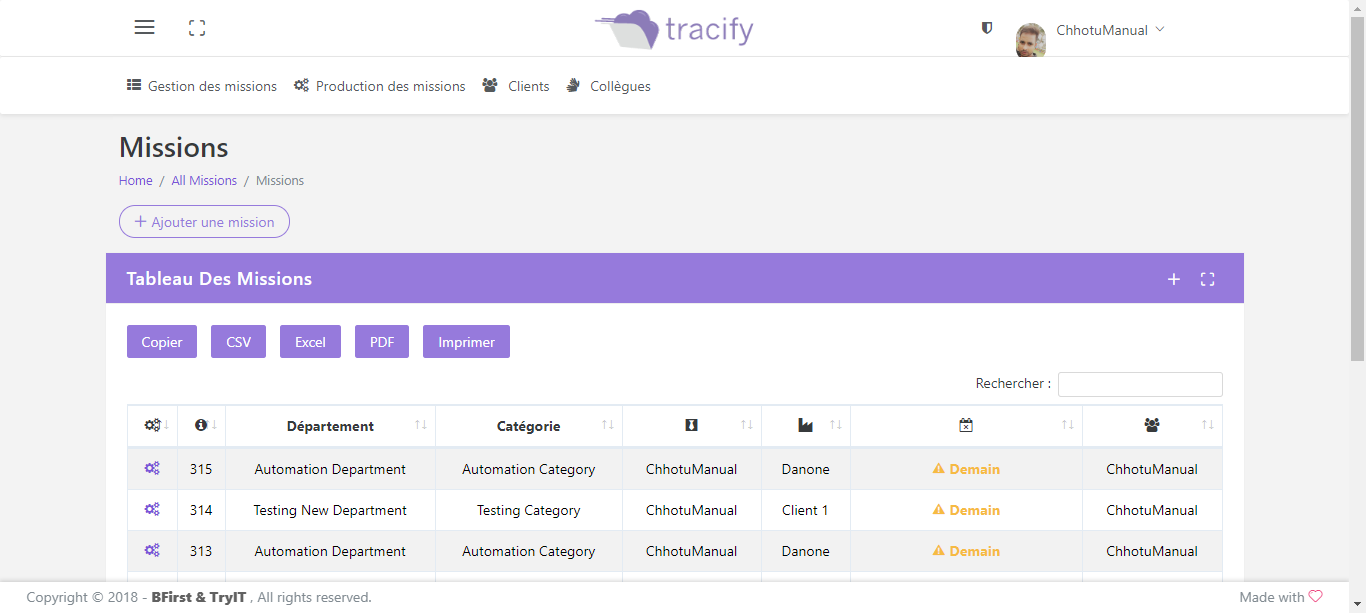 tracify
ChhotuManual
Gestion des missions Production des missions Clients Collègues
Missions
Home / All Missions / Missions
+ Ajouter une mission
Tableau Des Missions
Copier CSV Excel PDF Imprimer
Rechercher :
Département Catégorie
315 Automation Department Automation Category ChhotuManual Danone Demain ChhotuManual
314 Testing New Department Testing Category ChhotuManual Client 1 Demain ChhotuManual
313 Automation Department Automation Category ChhotuManual Danone Demain ChhotuManual
Copyright © 2018 - BFirst & TryIT , All rights reserved. Made with